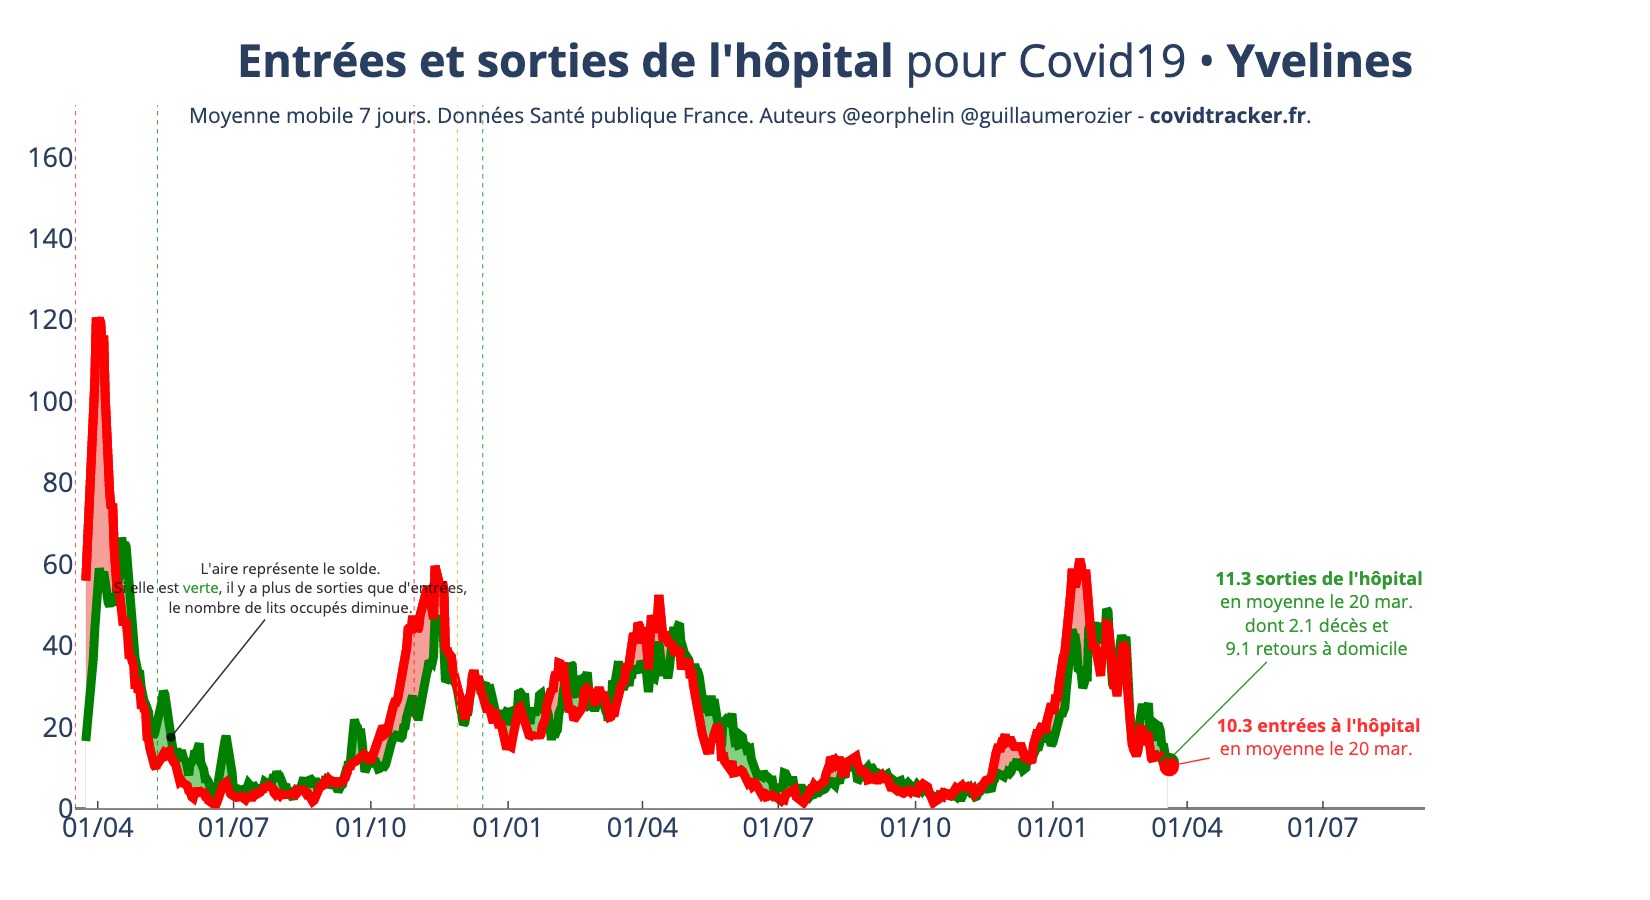 Entrées et sorties de l'hôpital pour Covid19 • Yvelines
Moyenne mobile 7 jours. Données Santé publique France. Auteurs @eorphelin @guillaumerozier - covidtracker.fr.
160
140
120
100
80
60
40
20
0
L'aire représente le solde.
Si elle est verte, il y a plus de sorties que d'entrées,
le nombre de lits occupés diminue.
11.3 sorties de l'hôpital
en moyenne le 20 mar.
dont 2.1 décès et
9.1 retours à domicile
10.3 entrées à l'hôpital
en moyenne le 20 mar.
01/04 01/07 01/10 01/01 01/04 01/07 01/10 01/01 01/04 01/07